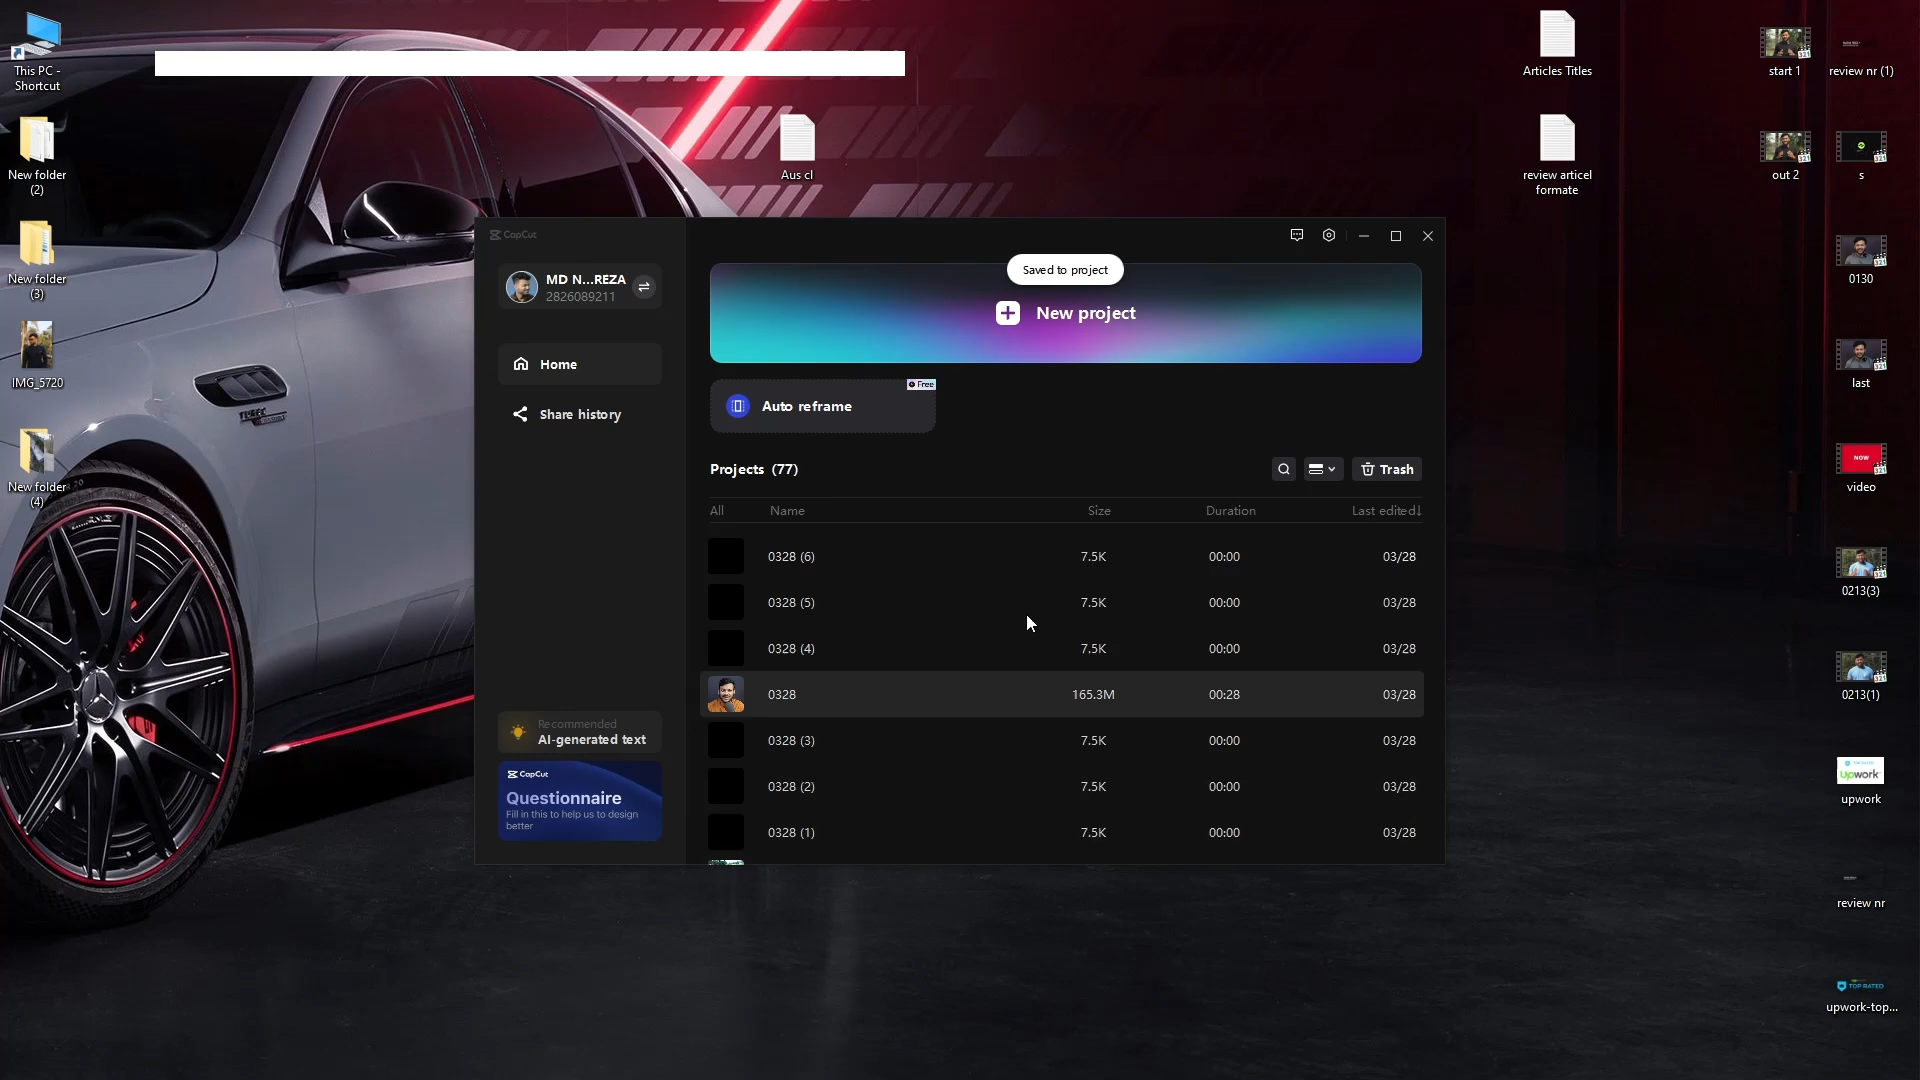 This PC -
Shortcut
New folder
(2)
New folder
(3)
IMG_5720
New folder
(4)
Aus cl
Articles Titles
review articel
formate
start 1
review nr (1)
out 2
s
0130
last
NOW
video
0213(3)
0213(1)
upwork
upwork
review nr
TOP RATED
upwork-top...
CapCut
MD N...REZA
2826089211
Home
Share history
Recommended
AI-generated text
CapCut
Questionnaire
Fill in this to help us to design
better
Saved to project
New project
Free
Auto reframe
Projects (77)
Trash
All Name Size Duration Last edited↓
0328 (6) 7.5K 00:00 03/28
0328 (5) 7.5K 00:00 03/28
0328 (4) 7.5K 00:00 03/28
0328 165.3M 00:28 03/28
0328 (3) 7.5K 00:00 03/28
0328 (2) 7.5K 00:00 03/28
0328 (1) 7.5K 00:00 03/28